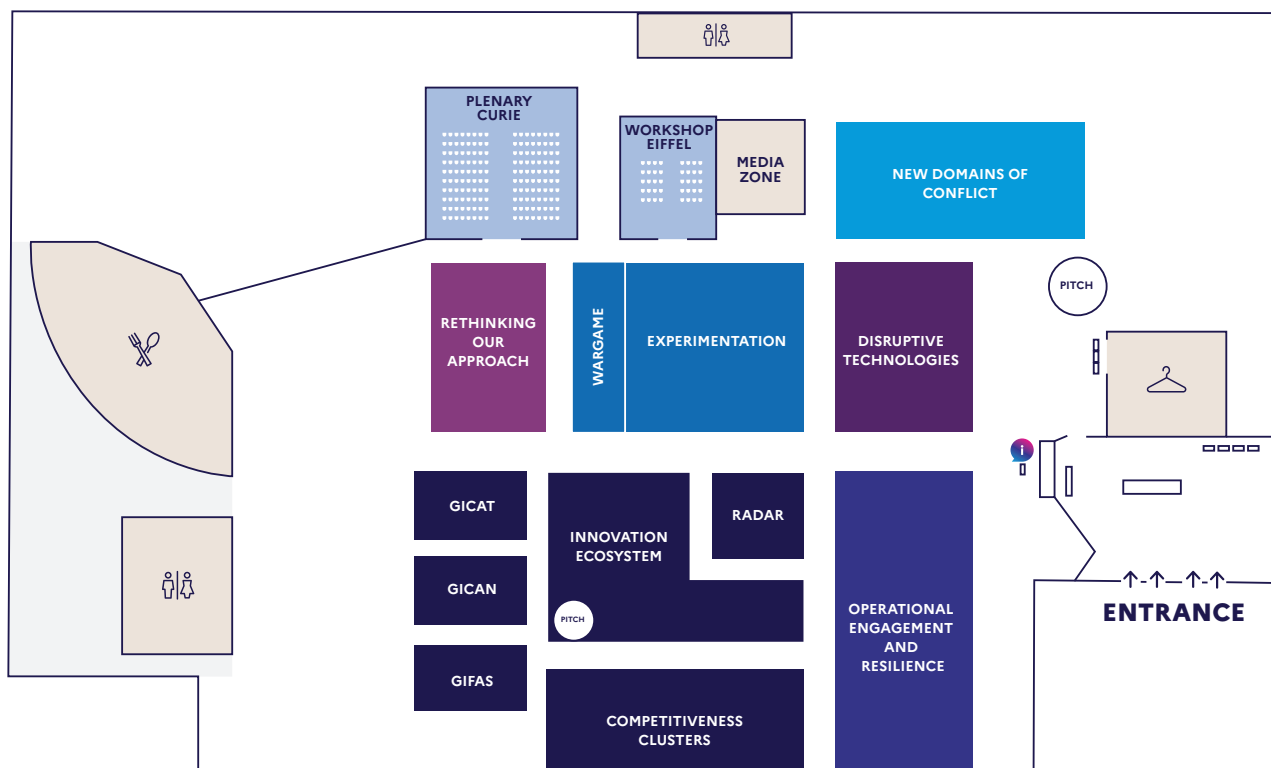 PLENARY
CURIE
WORKSHOP
EIFFEL
MEDIA
ZONE
NEW DOMAINS OF
CONFLICT
PITCH
RETHINKING
OUR
APPROACH
WARGAME
EXPERIMENTATION
DISRUPTIVE
TECHNOLOGIES
i
GICAT
INNOVATION
ECOSYSTEM
RADAR
GICAN
PITCH
OPERATIONAL
ENGAGEMENT
AND
RESILIENCE
ENTRANCE
GIFAS
COMPETITIVENESS
CLUSTERS